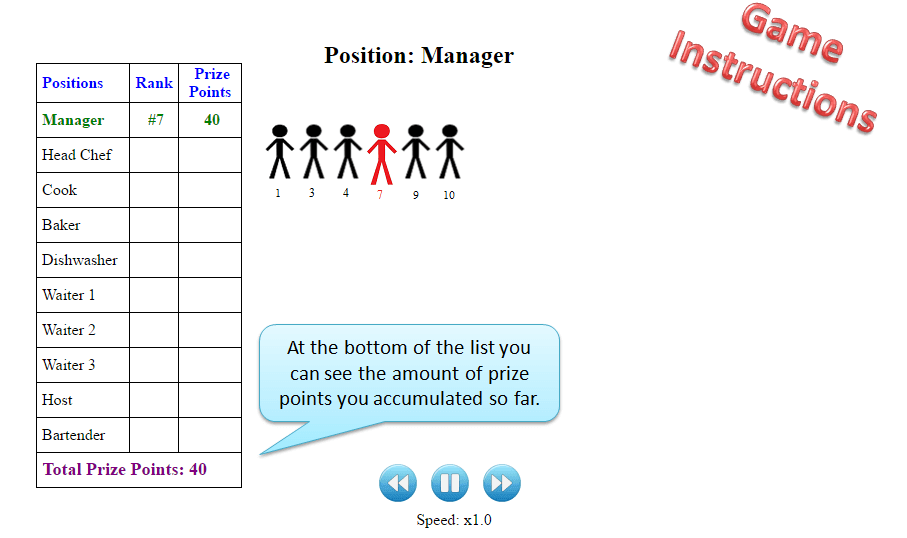 Game
Instructions
Position: Manager
Positions Rank Prize Points
Manager #7 40
Head Chef
Cook
Baker
Dishwasher
Waiter 1
Waiter 2
Waiter 3
Host
Bartender
Total Prize Points: 40
1 3 4 7 9 10
At the bottom of the list you
can see the amount of prize
points you accumulated so far.
Speed: x1.0